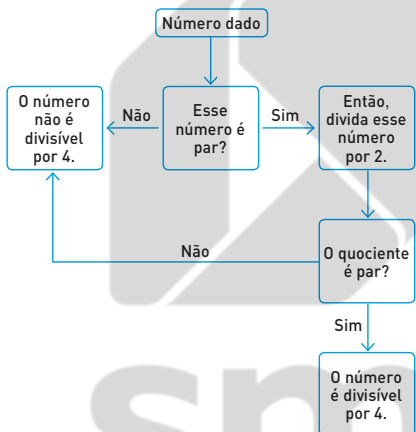 Número dado
O número
não é
divisível
por 4.
Não
Esse
número é
par?
Sim
Então,
divida esse
número
por 2.
Não
O quociente
é par?
Sim
O número
é divisível
por 4.
sm